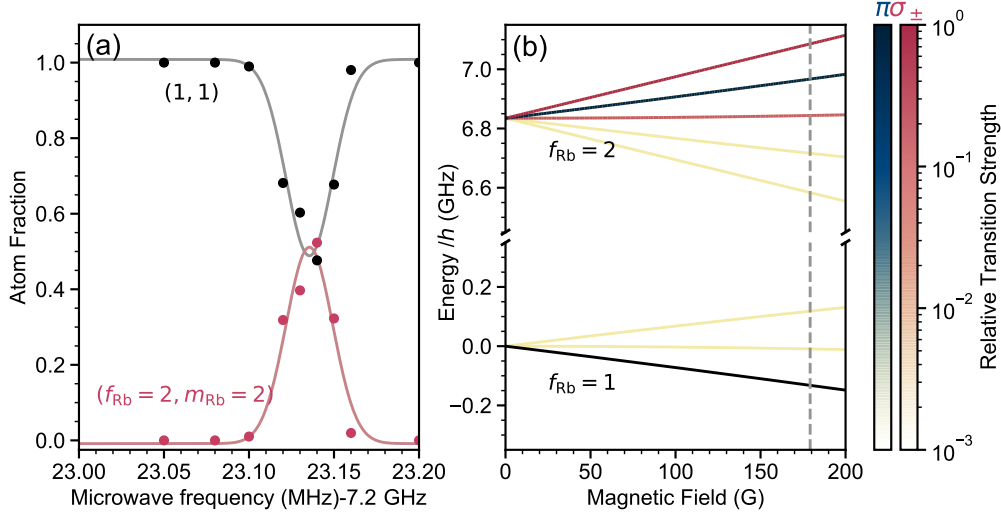 (a)
(1, 1)
(f_Rb = 2, m_Rb = 2)
Atom Fraction
1.0
0.8
0.6
0.4
0.2
0.0
23.00 23.05 23.10 23.15 23.20
Microwave frequency (MHz)-7.2 GHz
(b)
f_Rb = 2
f_Rb = 1
Energy /h (GHz)
7.0
6.8
6.6
0.2
0.0
−0.2
0 50 100 150 200
Magnetic Field (G)
πσ±
10⁰
10⁻¹
10⁻²
10⁻³
Relative Transition Strength